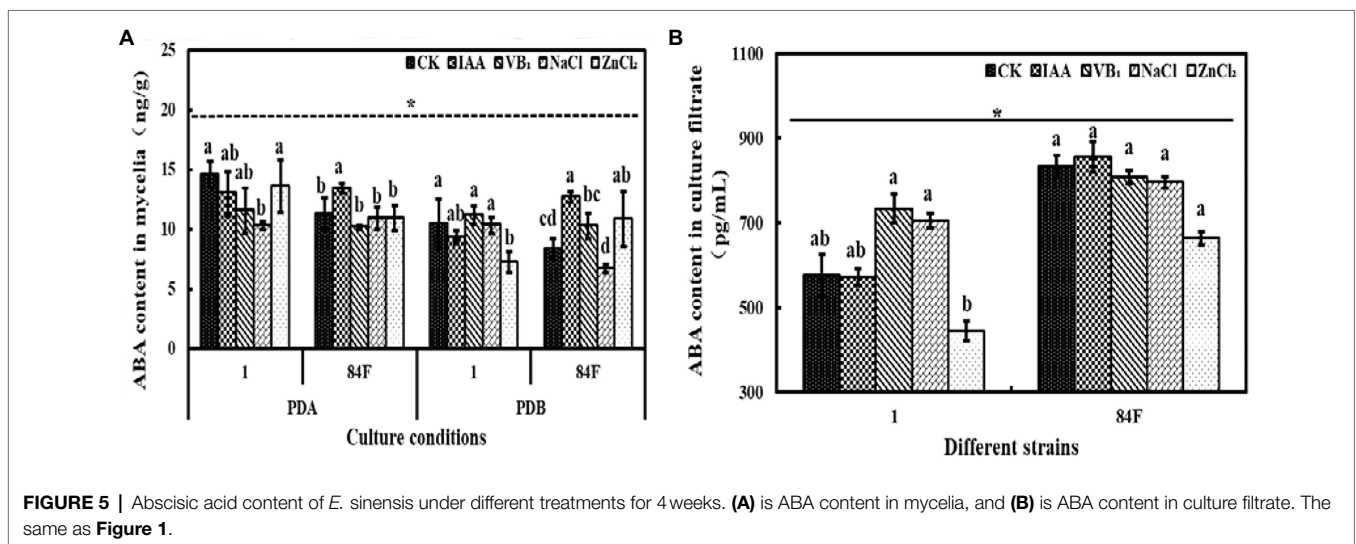 A
25
20
15
10
5
0
ABA content in mycelia (ng/g)
CK IAA VB₁ NaCl ZnCl₂
*
a ab ab b a
b a b b b
a ab a a b
cd a bc d ab
1 84F 1 84F
PDA PDB
Culture conditions
B
1100
900
700
500
300
ABA content in culture filtrate
(pg/mL)
CK IAA VB₁ NaCl ZnCl₂
*
ab ab a a b
a a a a a
1 84F
Different strains
FIGURE 5 | Abscisic acid content of E. sinensis under different treatments for 4 weeks. (A) is ABA content in mycelia, and (B) is ABA content in culture filtrate. The
same as Figure 1.